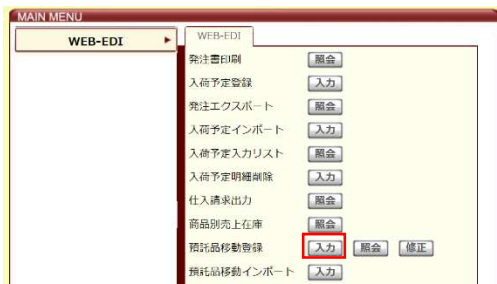 MAIN MENU
WEB-EDI
WEB-EDI
発注書印刷 照会
入荷予定登録 入力
発注エクスポート 照会
入荷予定インポート 入力
入荷予定入力リスト 照会
入荷予定明細削除 入力
仕入請求出力 照会
商品別売上在庫 照会
預託品移動登録 入力 照会 修正
預託品移動インポート 入力